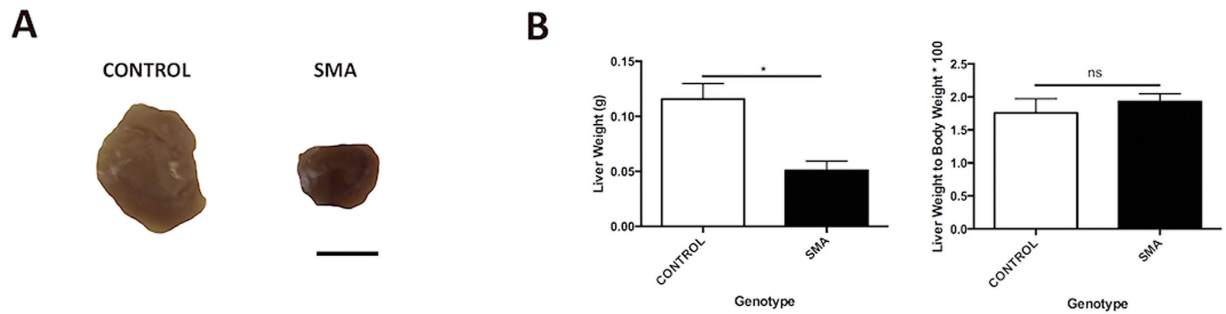 A
CONTROL
SMA
B
Liver Weight (g)
0.15
0.10
0.05
0.00
*
CONTROL
SMA
Genotype
Liver Weight to Body Weight * 100
2.5
2.0
1.5
1.0
0.5
0.0
ns
CONTROL
SMA
Genotype